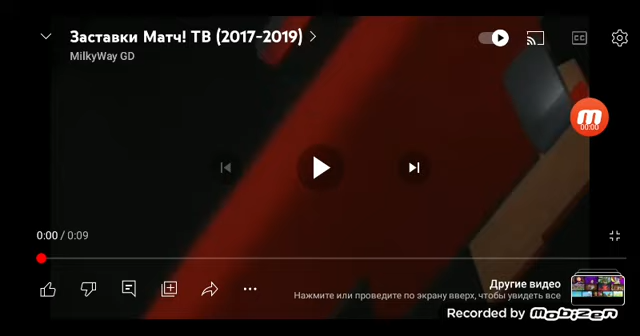 Заставки Матч! ТВ (2017-2019)
MilkyWay GD
CC
00:00
0:00 / 0:09
Другие видео
Нажмите или проведите по экрану вверх, чтобы увидеть все
Recorded by Mobizen